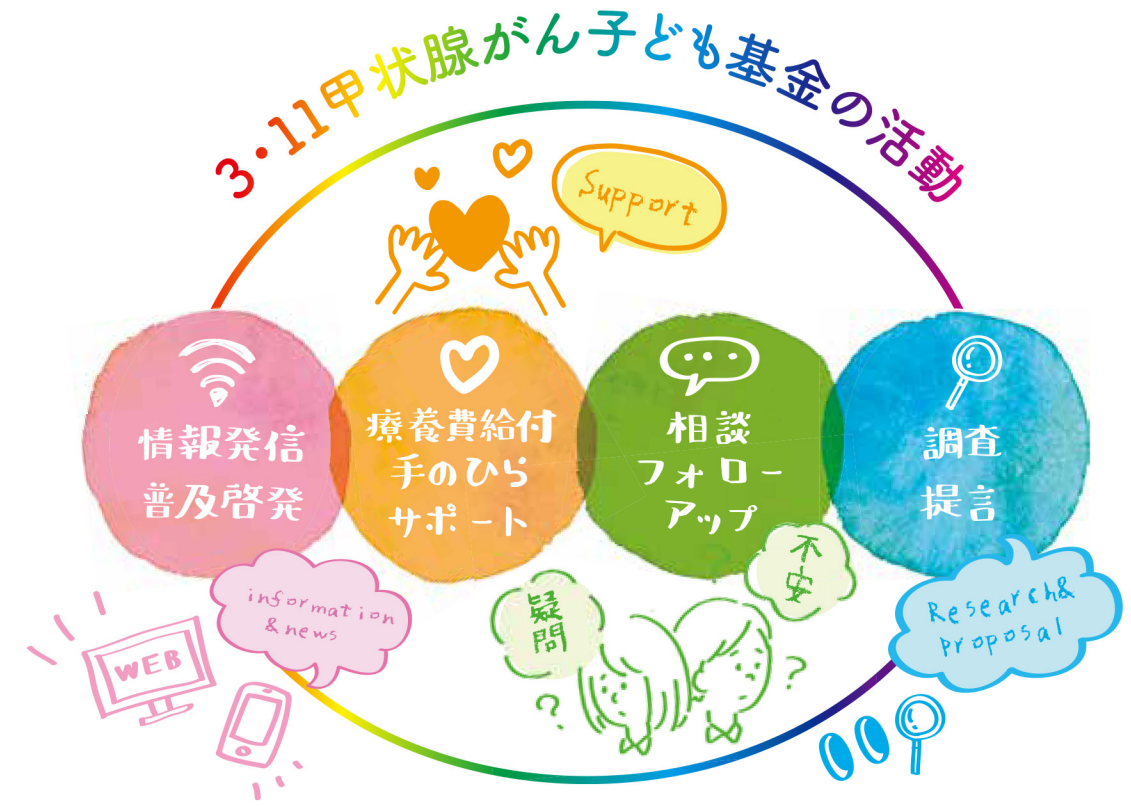 3・11甲状腺がん子ども基金の活動
Support
情報発信
普及啓発
療養費給付
手のひら
サポート
相談
フォロー
アップ
調査
提言
information
& news
WEB
疑問
不安
?
?
Research&
proposal